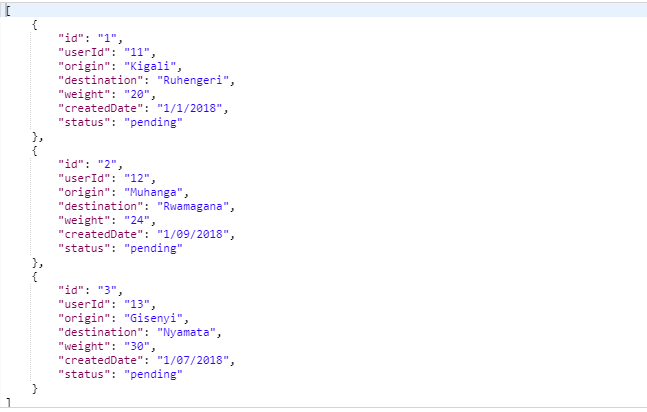 [
    {
        "id": "1",
        "userId": "11",
        "origin": "Kigali",
        "destination": "Ruhengeri",
        "weight": "20",
        "createdDate": "1/1/2018",
        "status": "pending"
    },
    {
        "id": "2",
        "userId": "12",
        "origin": "Muhanga",
        "destination": "Rwamagana",
        "weight": "24",
        "createdDate": "1/09/2018",
        "status": "pending"
    },
    {
        "id": "3",
        "userId": "13",
        "origin": "Gisenyi",
        "destination": "Nyamata",
        "weight": "30",
        "createdDate": "1/07/2018",
        "status": "pending"
    }
]